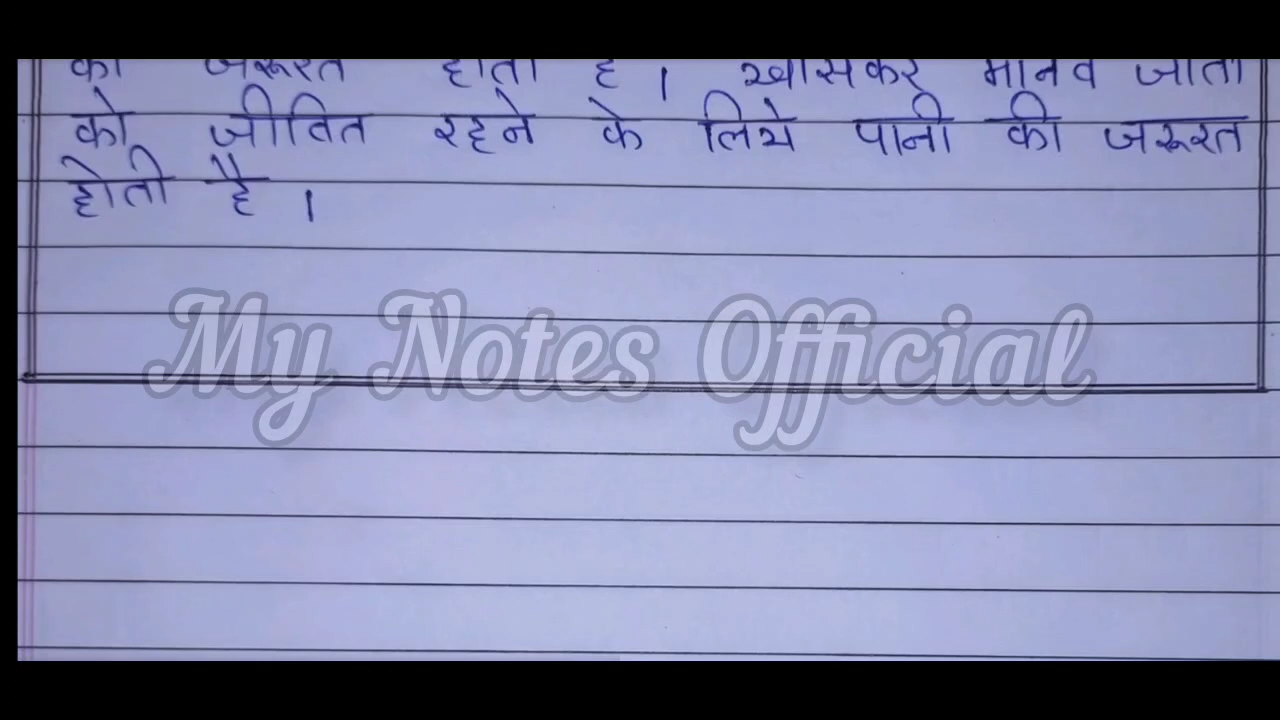 को जरूरत होता है । खासकर मानव जाती
को जीवित रहने के लिये पानी की जरूरत
होती है ।
My Notes Official